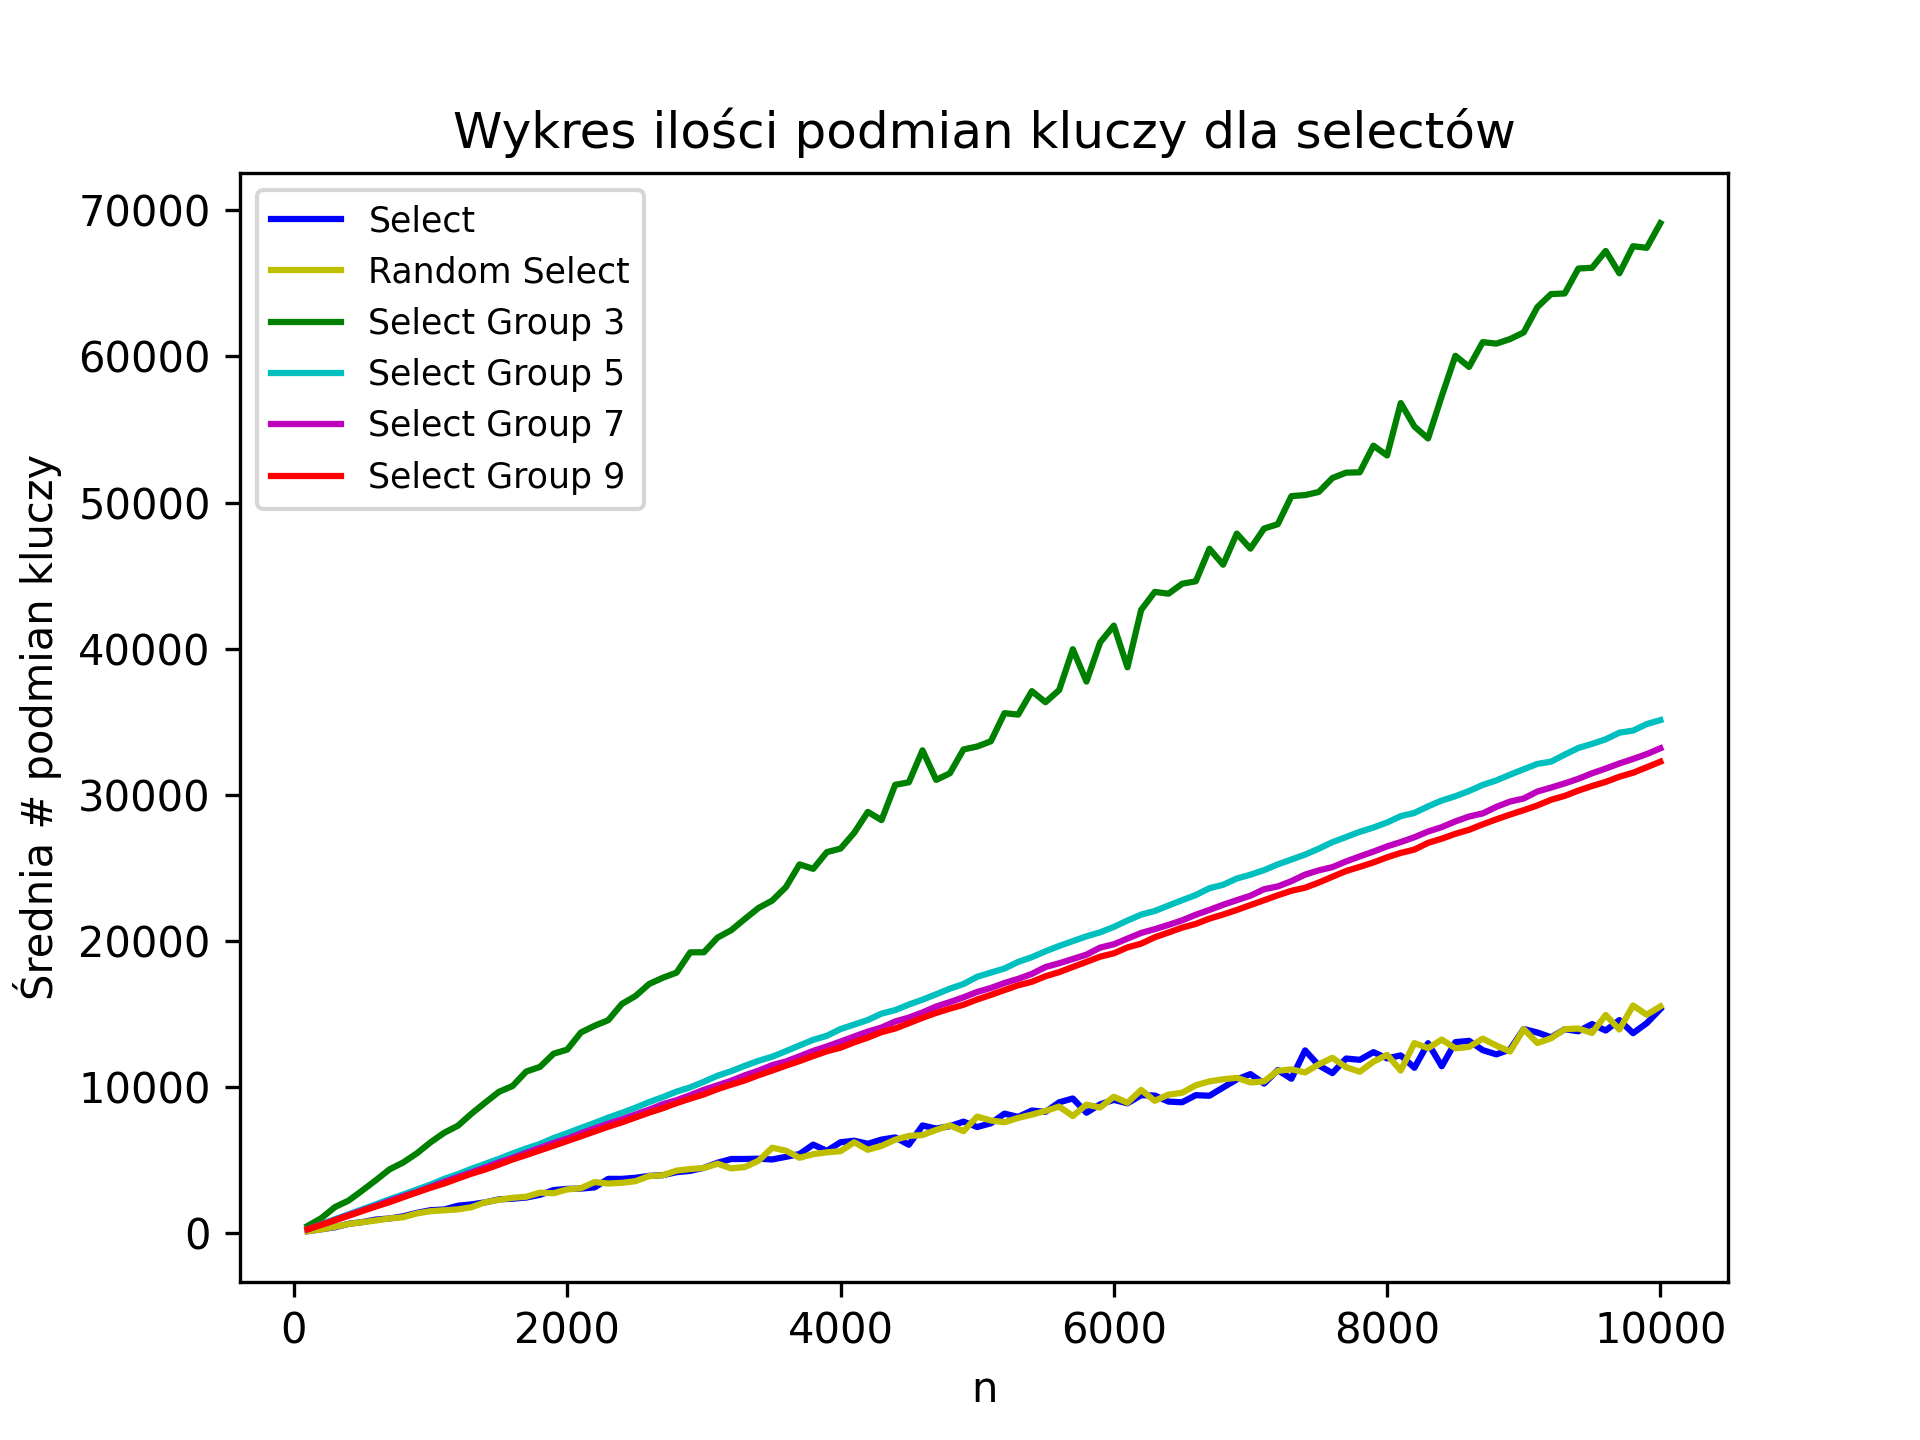 Wykres ilości podmian kluczy dla selectów
Select
Random Select
Select Group 3
Select Group 5
Select Group 7
Select Group 9
Średnia # podmian kluczy
70000
60000
50000
40000
30000
20000
10000
0
0 2000 4000 6000 8000 10000
n